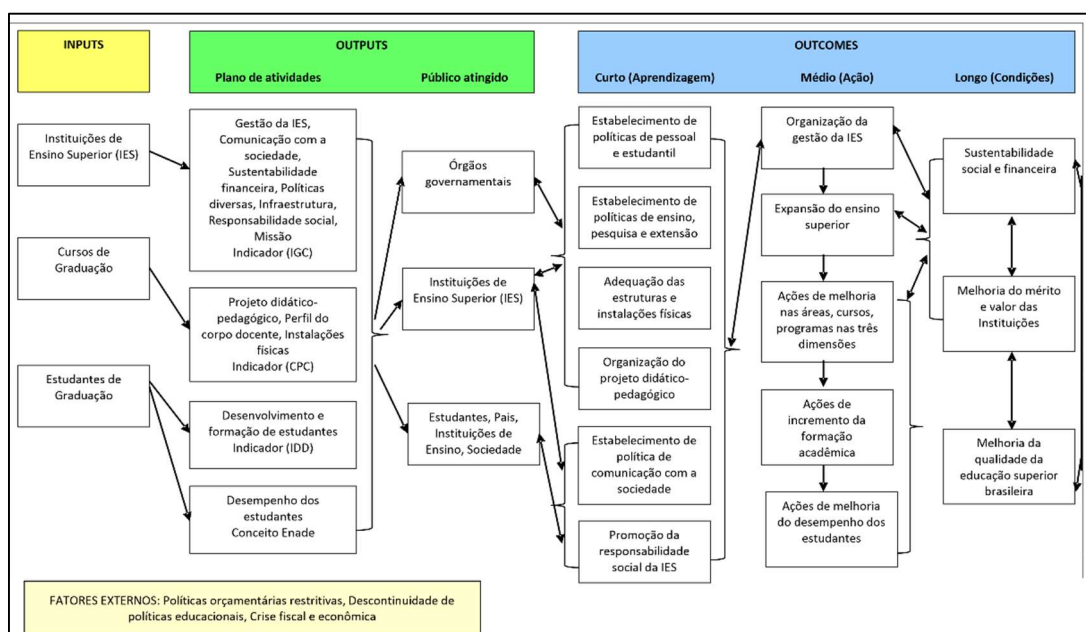 INPUTS
OUTPUTS
Plano de atividades
Público atingido
OUTCOMES
Curto (Aprendizagem)
Médio (Ação)
Longo (Condições)
Instituições de
Ensino Superior (IES)
Cursos de
Graduação
Estudantes de
Graduação
Gestão da IES,
Comunicação com a
sociedade,
Sustentabilidade
financeira, Políticas
diversas, Infraestrutura,
Responsabilidade social,
Missão
Indicador (IGC)
Projeto didático-
pedagógico, Perfil do
corpo docente, Instalações
físicas
Indicador (CPC)
Desenvolvimento e
formação de estudantes
Indicador (IDD)
Desempenho dos
estudantes
Conceito Enade
Órgãos
governamentais
Instituições de
Ensino Superior (IES)
Estudantes, Pais,
Instituições de
Ensino, Sociedade
Estabelecimento de
políticas de pessoal
e estudantil
Estabelecimento de
políticas de ensino,
pesquisa e extensão
Adequação das
estruturas e
instalações físicas
Organização do
projeto didático-
pedagógico
Estabelecimento de
política de
comunicação com a
sociedade
Promoção da
responsabilidade
social da IES
Organização da
gestão da IES
Expansão do ensino
superior
Ações de melhoria
nas áreas, cursos,
programas nas três
dimensões
Ações de
incremento da
formação
acadêmica
Ações de melhoria
do desempenho dos
estudantes
Sustentabilidade
social e financeira
Melhoria do mérito
e valor das
Instituições
Melhoria da
qualidade da
educação superior
brasileira
FATORES EXTERNOS: Políticas orçamentárias restritivas, Descontinuidade de
políticas educacionais, Crise fiscal e econômica